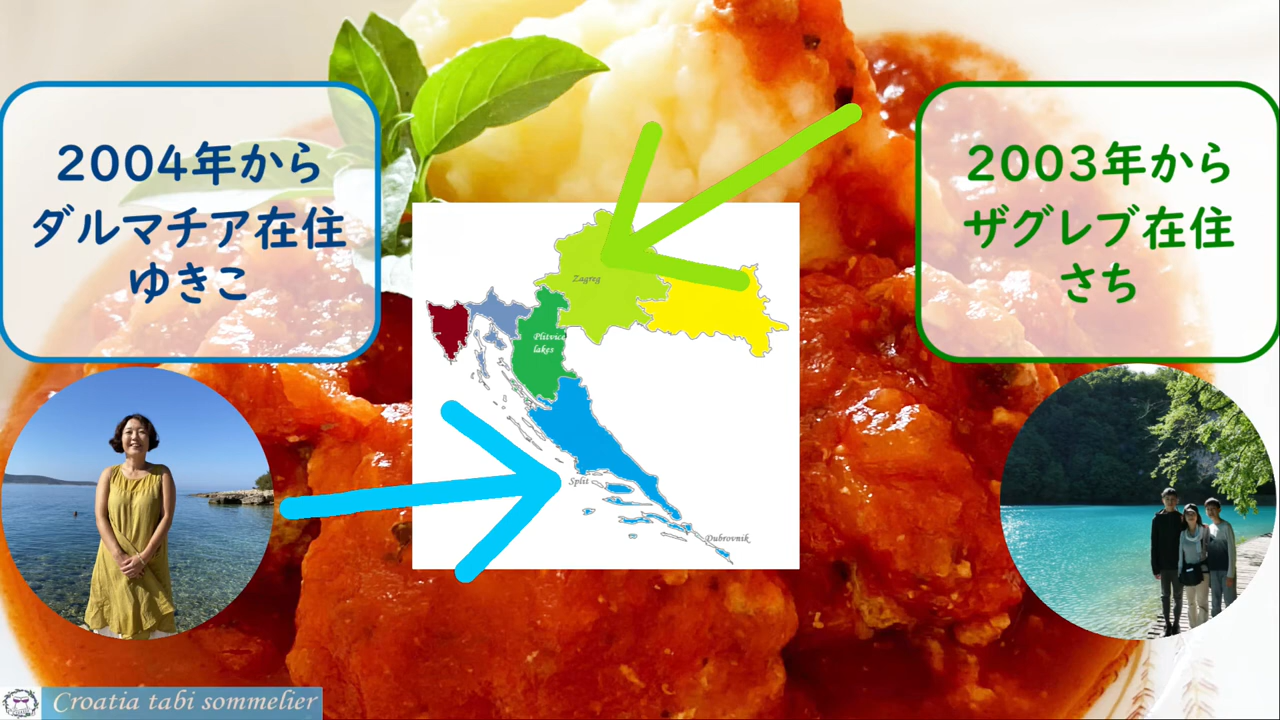 2004年から
ダルマチア在住
ゆきこ
2003年から
ザグレブ在住
さち
Zagreg
Plitvice
lakes
Split
Dubrovnik
Croatia tabi sommelier